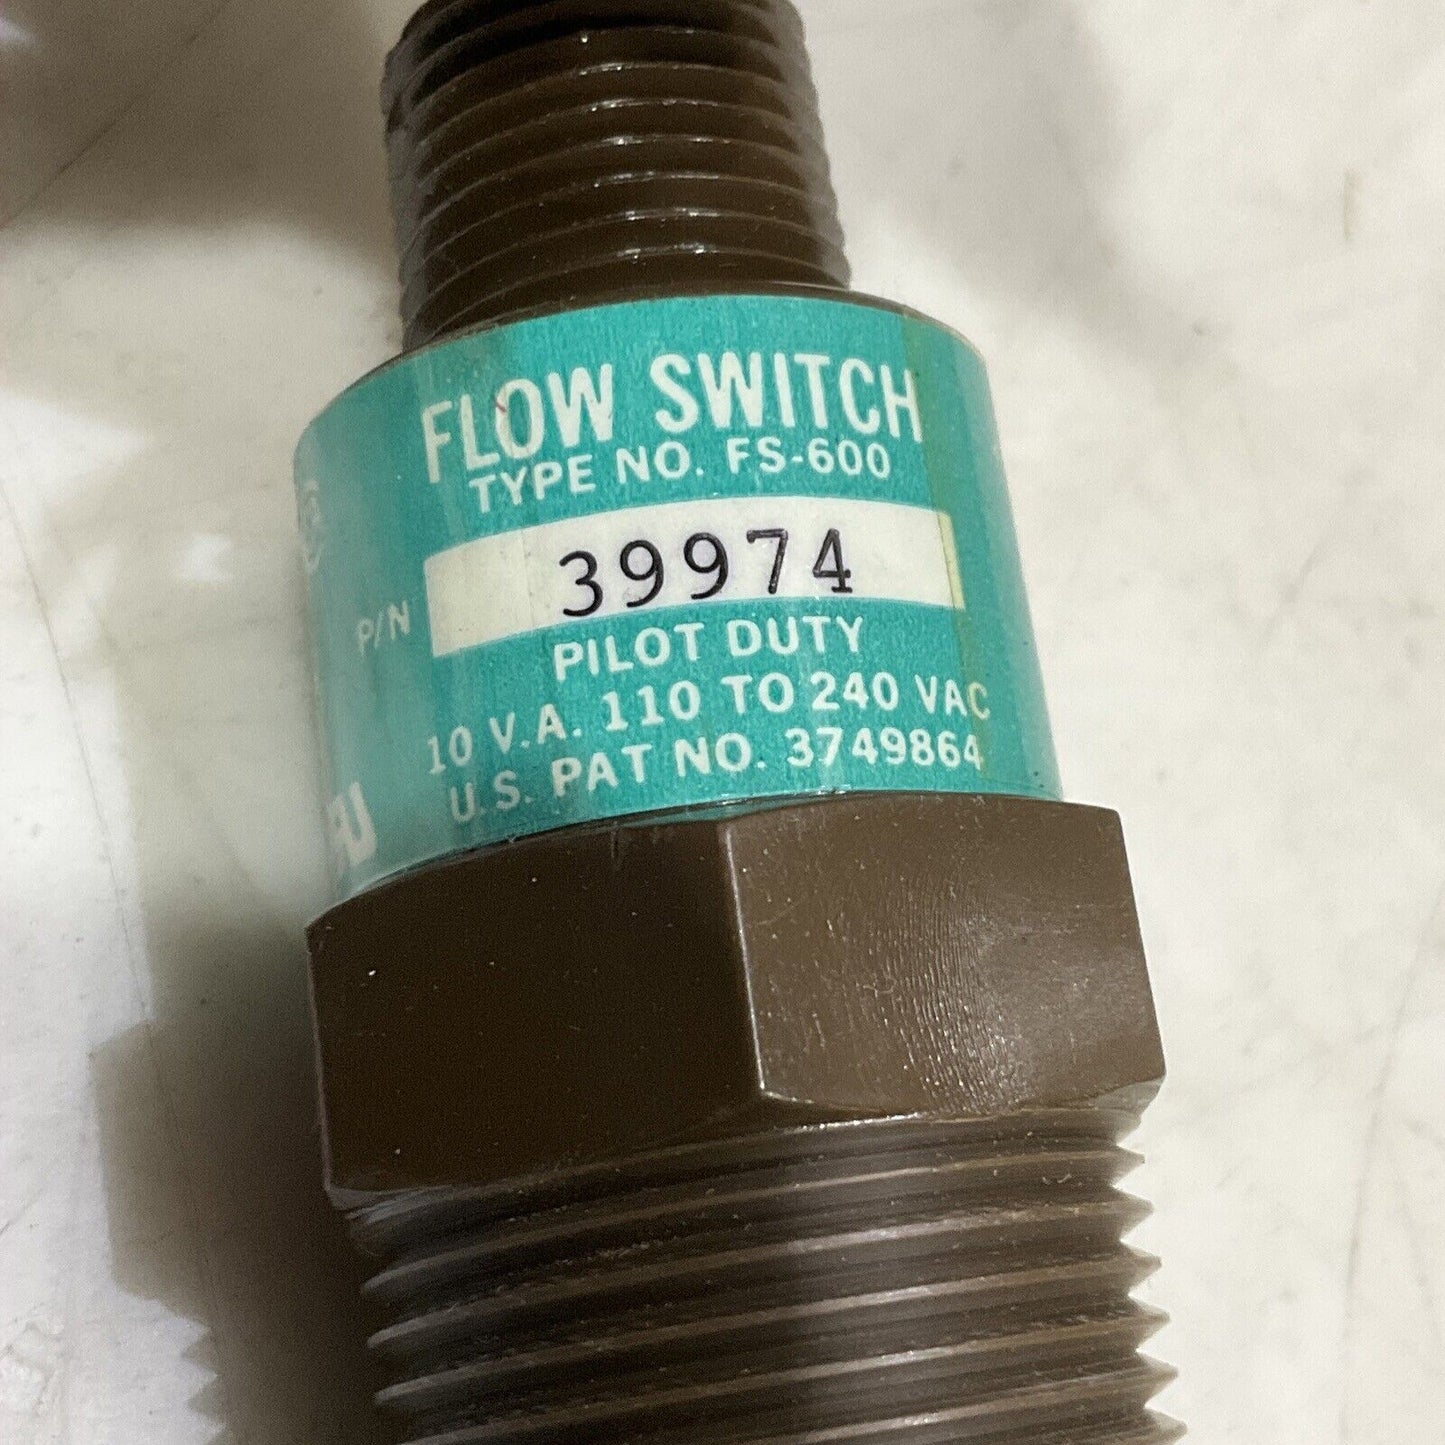 FLOW SWITCH
TYPE NO. FS-600
P/N 39974
PILOT DUTY
10 V.A. 110 TO 240 VAC
U.S. PAT NO. 3749864